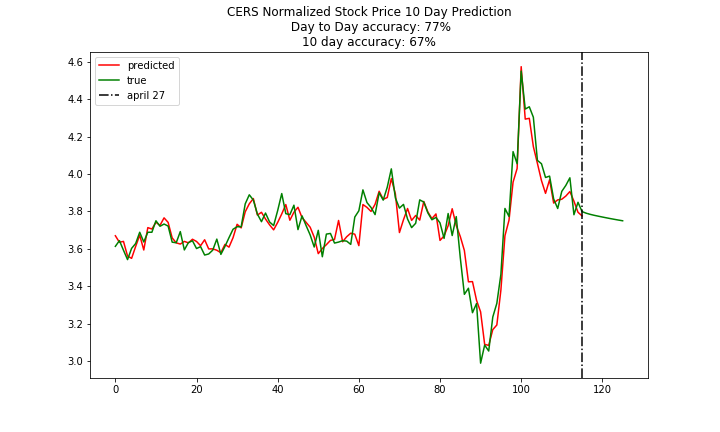 CERS Normalized Stock Price 10 Day Prediction
Day to Day accuracy: 77%
10 day accuracy: 67%
predicted
true
april 27
4.6
4.4
4.2
4.0
3.8
3.6
3.4
3.2
3.0
0 20 40 60 80 100 120